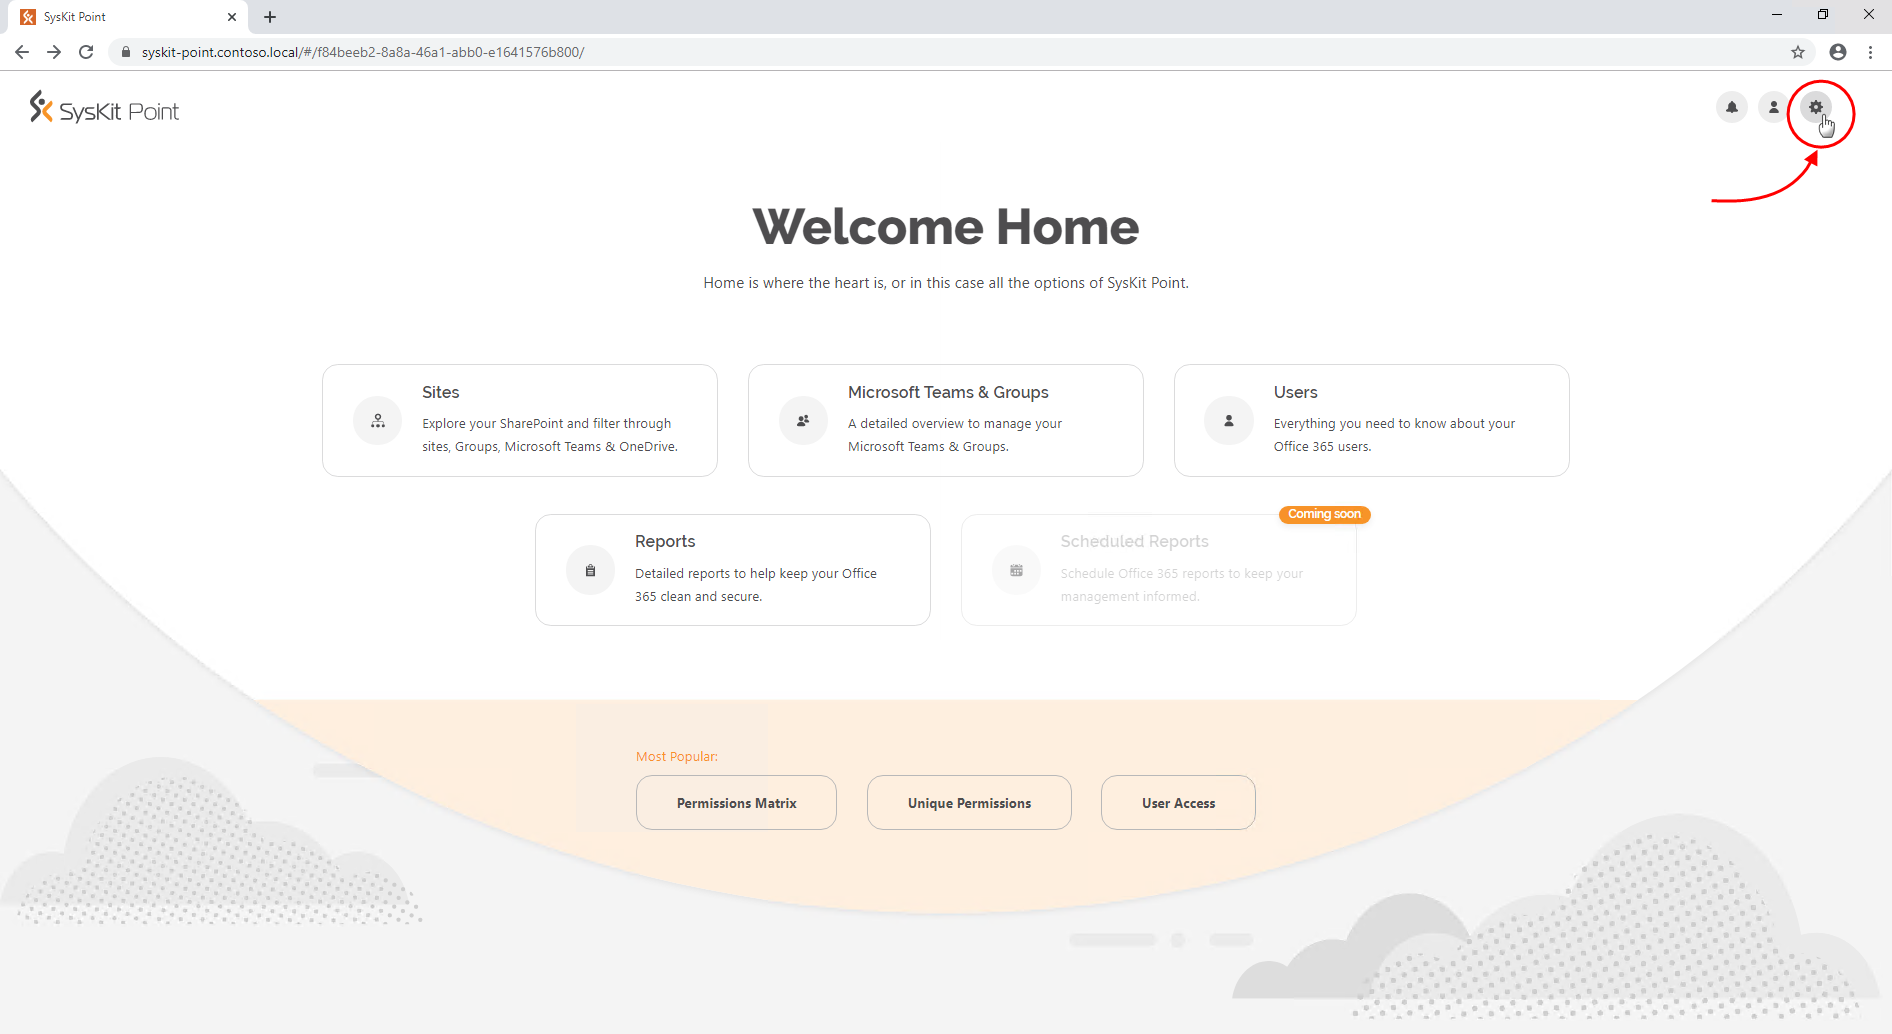 SysKit Point
syskit-point.contoso.local/#/f84beeb2-8a8a-46a1-abb0-e1641576b800/
SysKit Point
Welcome Home
Home is where the heart is, or in this case all the options of SysKit Point.
Sites
Explore your SharePoint and filter through
sites, Groups, Microsoft Teams & OneDrive.
Microsoft Teams & Groups
A detailed overview to manage your
Microsoft Teams & Groups.
Users
Everything you need to know about your
Office 365 users.
Reports
Detailed reports to help keep your Office
365 clean and secure.
Coming soon
Scheduled Reports
Schedule Office 365 reports to keep your
management informed.
Most Popular:
Permissions Matrix
Unique Permissions
User Access